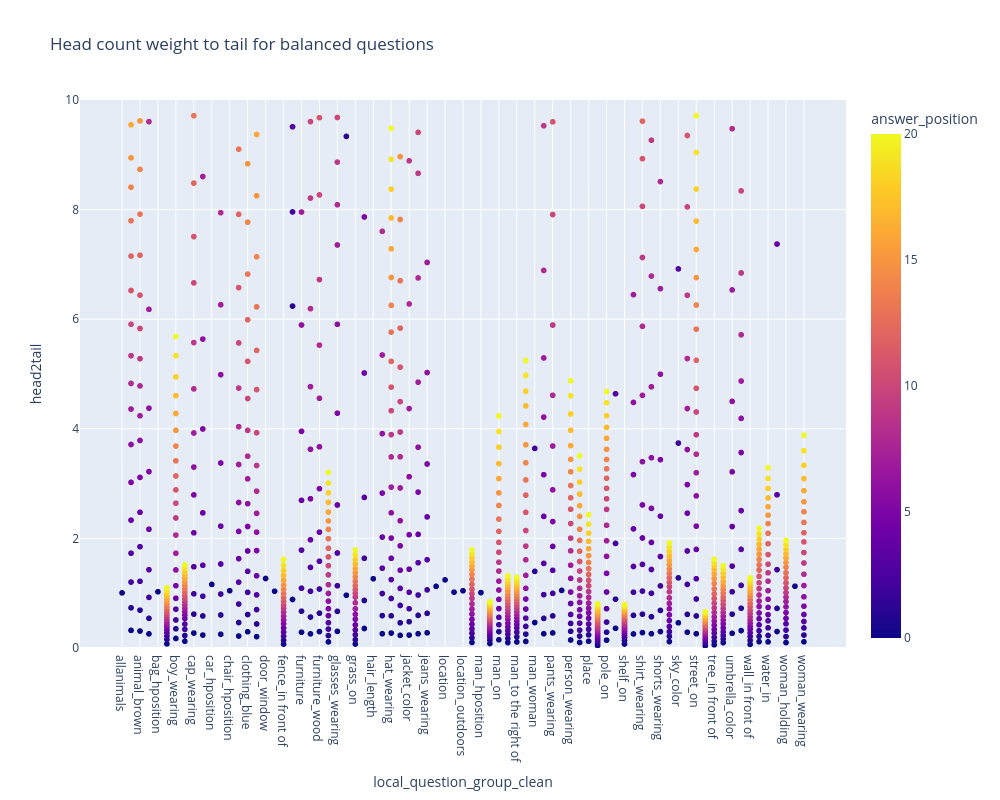 Head count weight to tail for balanced questions
answer_position
head2tail
10
8
6
4
2
0
20
15
10
5
0
allanimals
animal_brown
bag_hposition
boy_wearing
cap_wearing
car_hposition
chair_hposition
clothing_blue
door_window
fence_in front of
furniture
furniture_wood
glasses_wearing
grass_on
hair_length
hat_wearing
jacket_color
jeans_wearing
location
location_outdoors
man_hposition
man_on
man_to the right of
man_woman
pants_wearing
person_wearing
place
pole_on
shelf_on
shirt_wearing
shorts_wearing
sky_color
street_on
tree_in front of
umbrella_color
wall_in front of
water_in
woman_holding
woman_wearing
local_question_group_clean